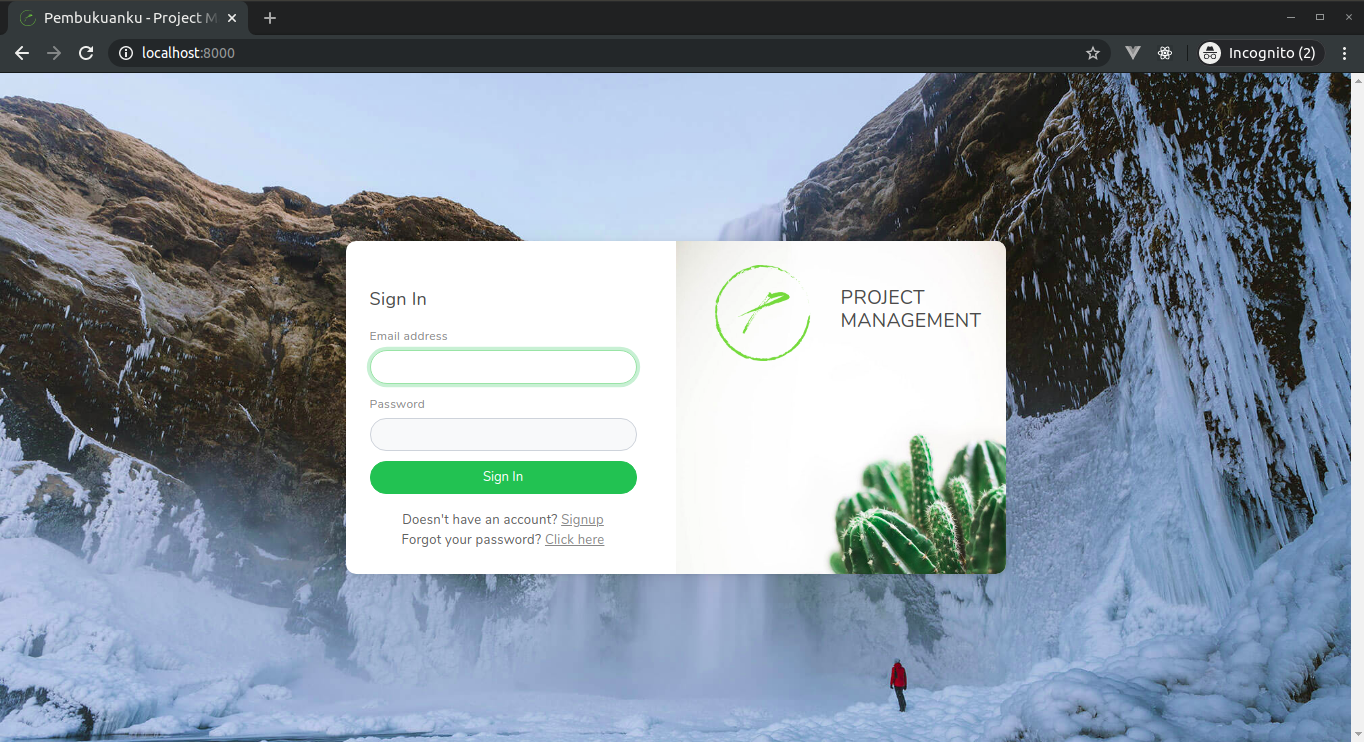 Pembukuanku - Project M
localhost:8000
Incognito (2)
Sign In
Email address
Password
Sign In
Doesn't have an account? Signup
Forgot your password? Click here
PROJECT
MANAGEMENT